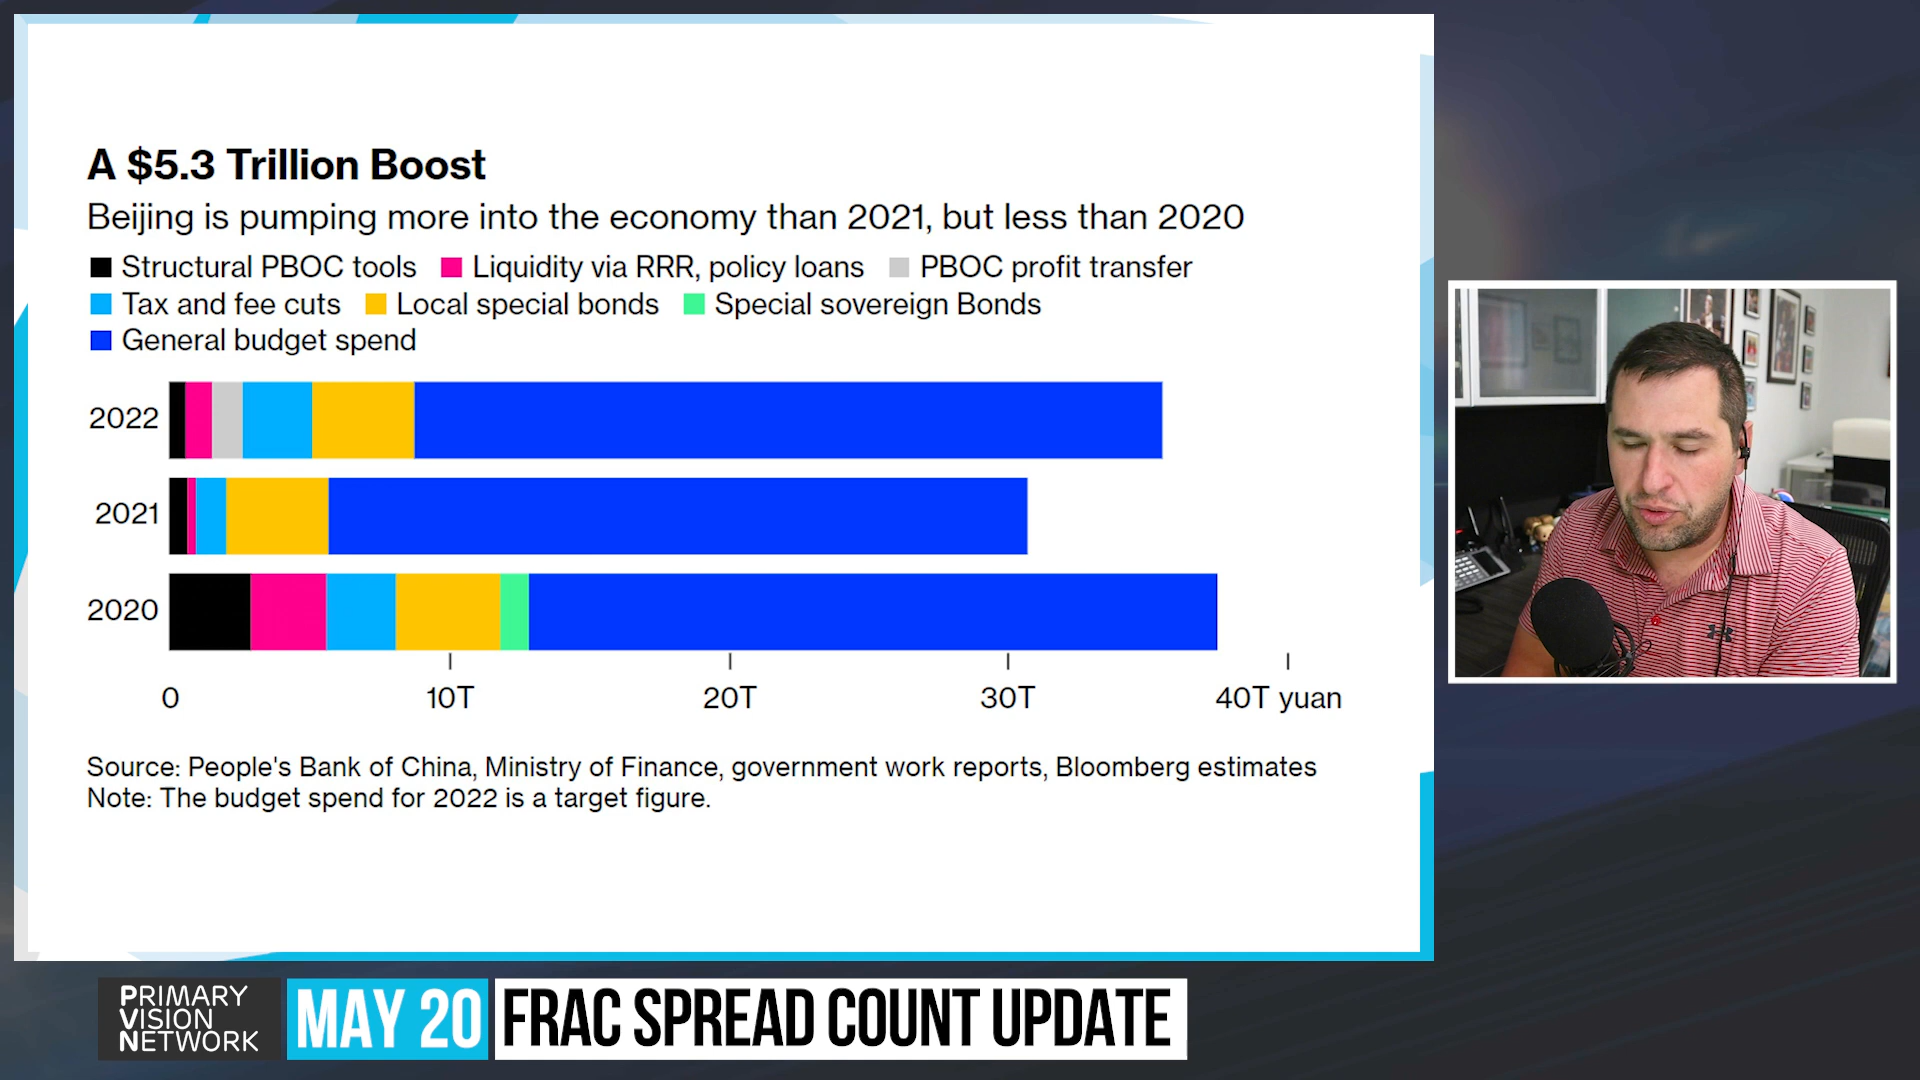 A $5.3 Trillion Boost
Beijing is pumping more into the economy than 2021, but less than 2020
Structural PBOC tools Liquidity via RRR, policy loans PBOC profit transfer
Tax and fee cuts Local special bonds Special sovereign Bonds
General budget spend
2022
2021
2020
0 10T 20T 30T 40T yuan
Source: People's Bank of China, Ministry of Finance, government work reports, Bloomberg estimates
Note: The budget spend for 2022 is a target figure.
PRIMARY
VISION
NETWORK
MAY 20
FRAC SPREAD COUNT UPDATE